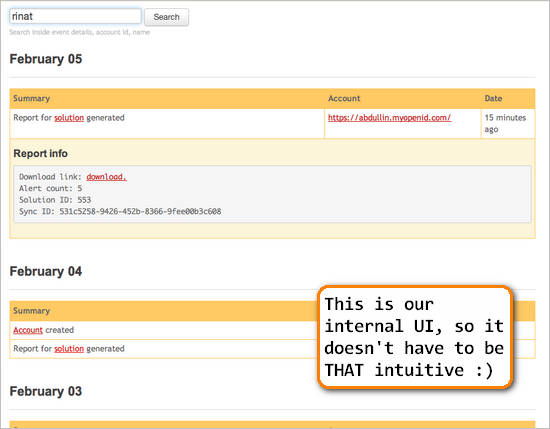 rinat Search
Search inside event details, account id, name
February 05
Summary Account Date
Report for solution generated https://abdullin.myopenid.com/ 15 minutes
ago
Report info
Download link: download.
Alert count: 5
Solution ID: 553
Sync ID: 531c5258-9426-452b-8366-9fee00b3c608
February 04
Summary
Account created
Report for solution generated
This is our
internal UI, so it
doesn't have to be
THAT intuitive :)
February 03